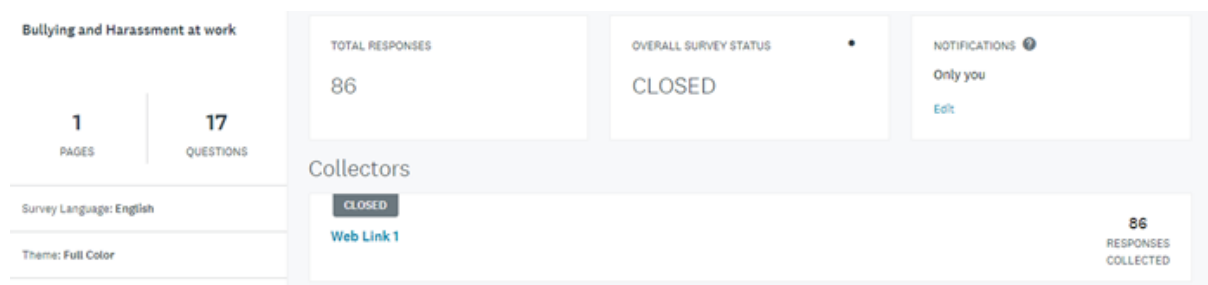 Bullying and Harassment at work
1
PAGES
17
QUESTIONS
Survey Language: English
Theme: Full Color
TOTAL RESPONSES
86
OVERALL SURVEY STATUS
CLOSED
NOTIFICATIONS ?
Only you
Edit
Collectors
CLOSED
Web Link 1
86
RESPONSES
COLLECTED